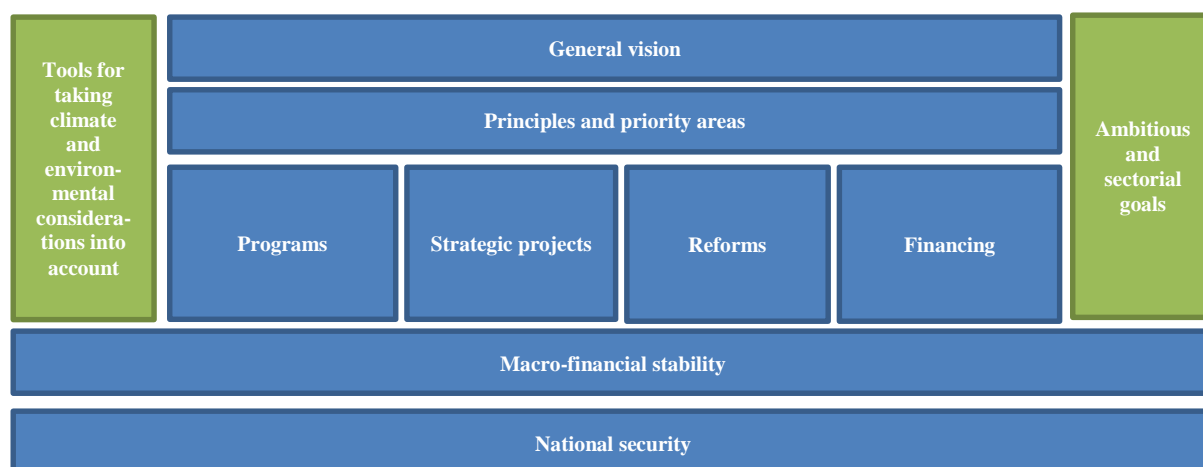 Tools for
taking
climate
and
environ-
mental
considera-
tions into
account
General vision
Principles and priority areas
Programs
Strategic projects
Reforms
Financing
Ambitious
and
sectorial
goals
Macro-financial stability
National security